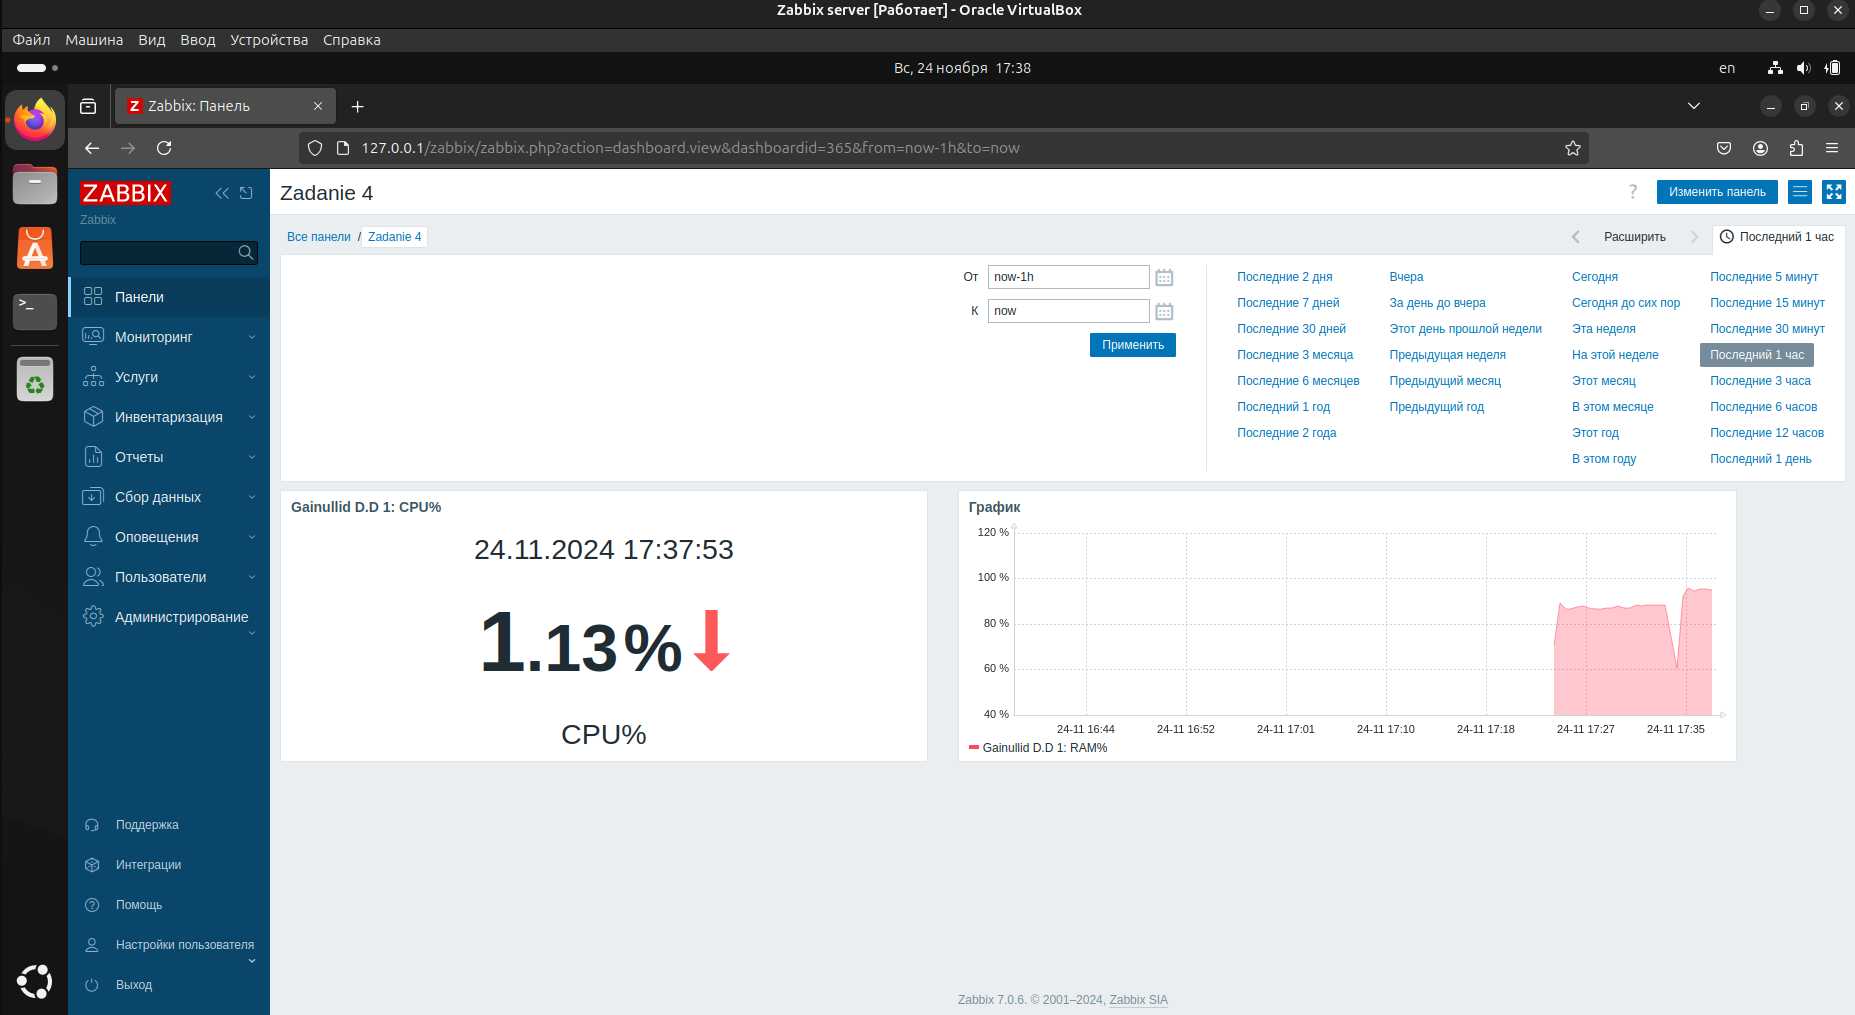 Zabbix server [Работает] - Oracle VirtualBox
Файл Машина Вид Ввод Устройства Справка
Вс, 24 ноября 17:38
en
Z Zabbix: Панель
127.0.0.1/zabbix/zabbix.php?action=dashboard.view&dashboardid=365&from=now-1h&to=now
ZABBIX
Zabbix
Панели
Мониторинг
Услуги
Инвентаризация
Отчеты
Сбор данных
Оповещения
Пользователи
Администрирование
Поддержка
Интеграции
Помощь
Настройки пользователя
Выход
Zadanie 4
? Изменить панель
Все панели / Zadanie 4
Расширить Последний 1 час
От now-1h
К now
Применить
Последние 2 дня Вчера Сегодня Последние 5 минут
Последние 7 дней За день до вчера Сегодня до сих пор Последние 15 минут
Последние 30 дней Этот день прошлой недели Эта неделя Последние 30 минут
Последние 3 месяца Предыдущая неделя На этой неделе Последний 1 час
Последние 6 месяцев Предыдущий месяц Этот месяц Последние 3 часа
Последний 1 год Предыдущий год В этом месяце Последние 6 часов
Последние 2 года Этот год Последние 12 часов
В этом году Последний 1 день
Gainullid D.D 1: CPU%
24.11.2024 17:37:53
1.13%
CPU%
График
120 %
100 %
80 %
60 %
40 %
24-11 16:44 24-11 16:52 24-11 17:01 24-11 17:10 24-11 17:18 24-11 17:27 24-11 17:35
Gainullid D.D 1: RAM%
Zabbix 7.0.6. © 2001–2024, Zabbix SIA